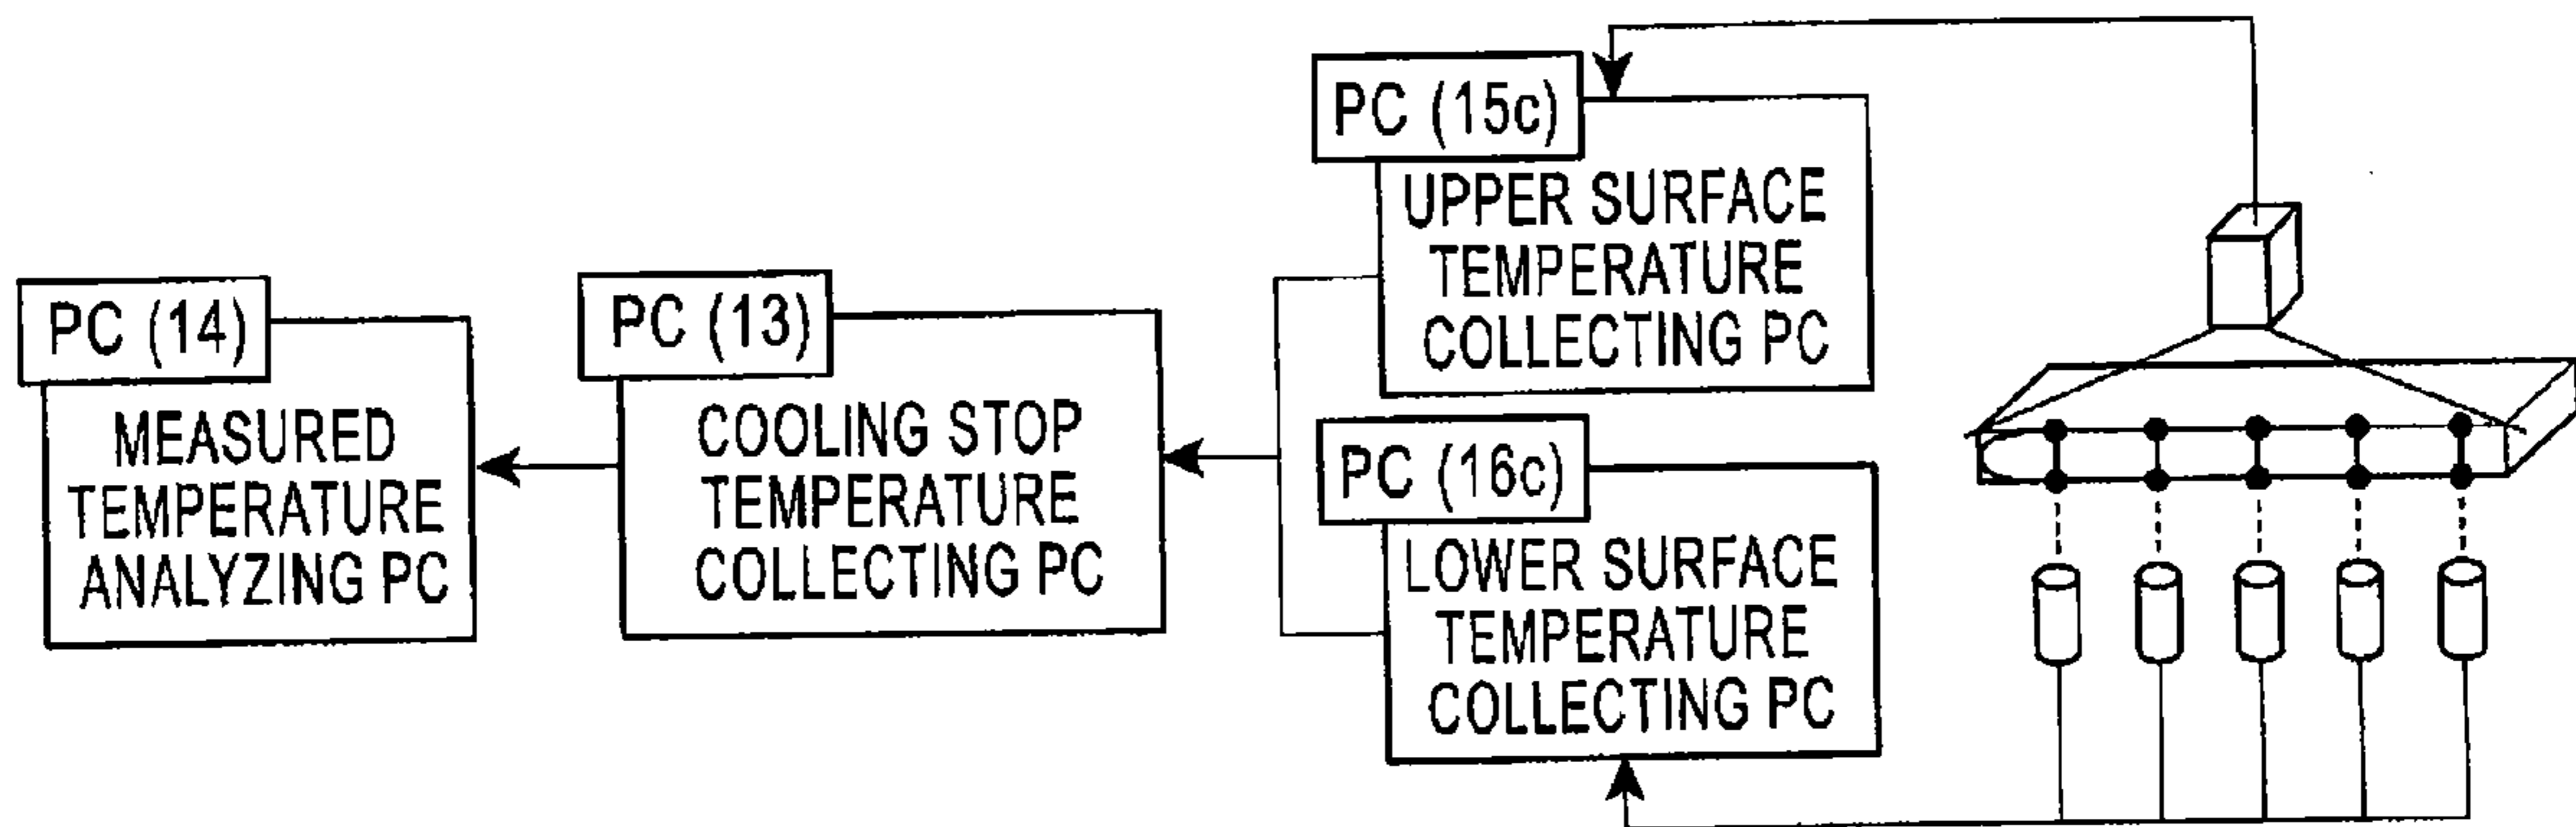 PC (14)
MEASURED
TEMPERATURE
ANALYZING PC
PC (13)
COOLING STOP
TEMPERATURE
COLLECTING PC
PC (15c)
UPPER SURFACE
TEMPERATURE
COLLECTING PC
PC (16c)
LOWER SURFACE
TEMPERATURE
COLLECTING PC